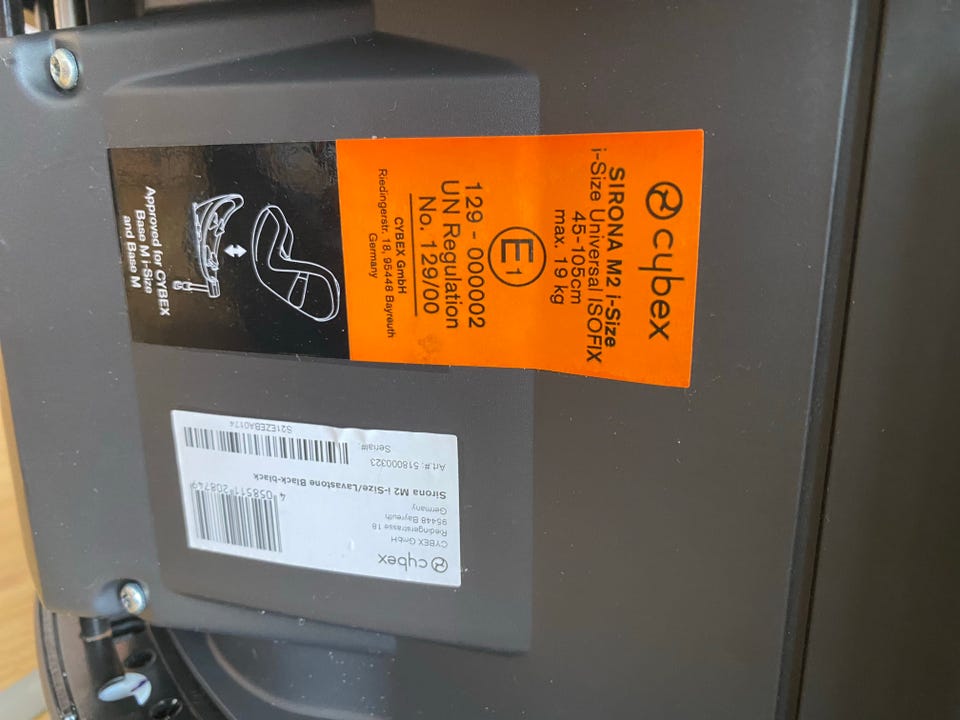 cybex
SIRONA M2 i-Size
i-Size Universal ISOFIX
45-105cm
max. 19 kg
E1
129 - 000002
UN Regulation
No. 129/00
CYBEX GmbH
Riedingerstr. 18, 95448 Bayreuth
Germany
Approved for CYBEX
Base M i-Size
and Base M
cybex
CYBEX GmbH
Riedingerstrasse 18
95448 Bayreuth
Germany
4 058511 208749
Sirona M2 i-Size/Lavastone Black-black
Art.#: 518000323
Serial#:
S21EZEBA0174